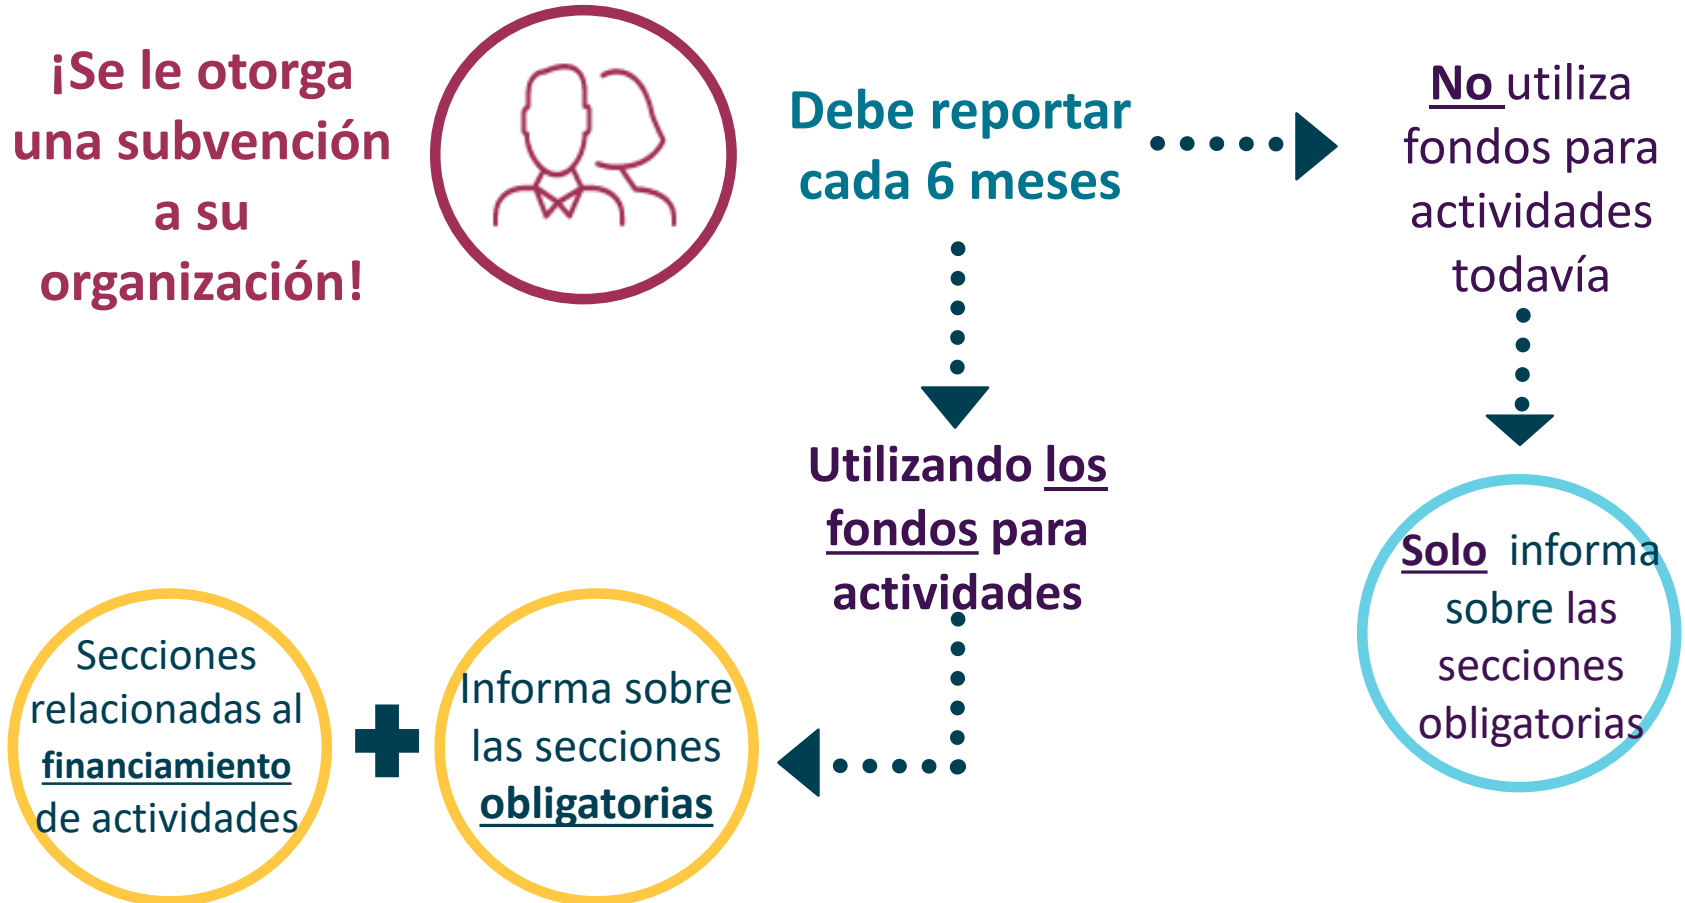 ¡Se le otorga
una subvención
a su
organización!
Debe reportar
cada 6 meses
No utiliza
fondos para
actividades
todavía
Utilizando los
fondos para
actividades
Solo informa
sobre las
secciones
obligatorias
Secciones
relacionadas al
financiamiento
de actividades
Informa sobre
las secciones
obligatorias